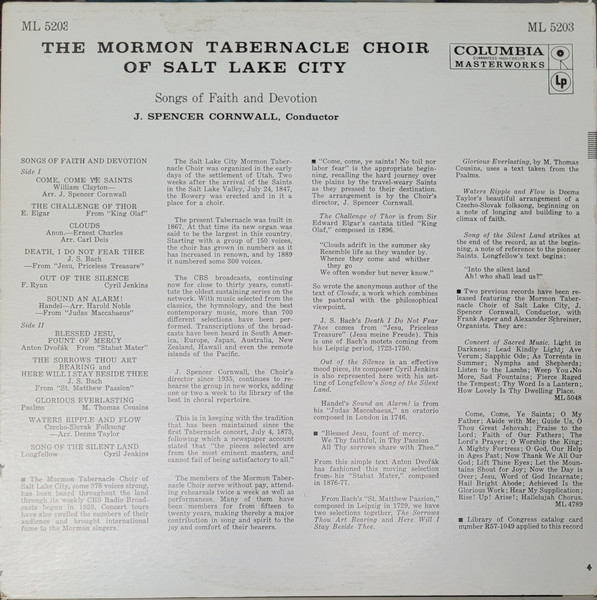 ML 5203
ML 5203
THE MORMON TABERNACLE CHOIR
OF SALT LAKE CITY
COLUMBIA
GUARANTEED HIGH-FIDELITY
MASTERWORKS
Lp
Songs of Faith and Devotion
J. SPENCER CORNWALL, Conductor
SONGS OF FAITH AND DEVOTION
Side I
COME, COME YE SAINTS
William Clayton—
Arr. J. Spencer Cornwall
THE CHALLENGE OF THOR
E. Elgar From "King Olaf"
CLOUDS
Anon.—Ernest Charles
Arr. Carl Deis
DEATH, I DO NOT FEAR THEE
J. S. Bach
—From "Jesu, Priceless Treasure"
OUT OF THE SILENCE
F. Ryan Cyril Jenkins
SOUND AN ALARM!
Handel—Arr. Harold Noble
—From "Judas Maccabaeus"
Side II
BLESSED JESU,
FOUNT OF MERCY
Anton Dvořák From "Stabat Mater"
THE SORROWS THOU ART
BEARING and
HERE WILL I STAY BESIDE THEE
J. S. Bach
From "St. Matthew Passion"
GLORIOUS EVERLASTING
Psalms M. Thomas Cousins
WATERS RIPPLE AND FLOW
Czecho-Slovak Folksong
—Arr. Deems Taylor
SONG OF THE SILENT LAND
Longfellow Cyril Jenkins
■ The Mormon Tabernacle Choir of
Salt Lake City, some 375 voices strong,
has been heard throughout the land
through its weekly CBS Radio Broad-
casts begun in 1929. Concert tours
have also swelled the numbers of their
audience and brought international
fame to the Mormon singers.
The Salt Lake City Mormon Taber-
nacle Choir was organized in the early
days of the settlement of Utah. Two
weeks after the arrival of the Saints
in the Salt Lake Valley, July 24, 1847,
the Bowery was erected and in it a
place for a choir.
The present Tabernacle was built in
1867. At that time its new organ was
said to be the largest in this country.
Starting with a group of 150 voices,
the choir has grown in numbers as it
has increased in renown, and by 1889
it numbered some 300 voices.
The CBS broadcasts, continuing
now for close to thirty years, consti-
tute the oldest sustaining series on the
network. With music selected from the
classics, the hymnology, and the best
contemporary music, more than 700
different selections have been per-
formed. Transcriptions of the broad-
casts have been heard in South Amer-
ica, Europe, Japan, Australia, New
Zealand, Hawaii and even the remote
islands of the Pacific.
J. Spencer Cornwall, the Choir's
director since 1935, continues to re-
hearse the group in new works, adding
one or two a week to its library of the
best in choral repertoire.
This is in keeping with the tradition
that has been maintained since the
first Tabernacle concert, July 4, 1873,
following which a newspaper account
stated that "the pieces selected are
from the most eminent masters, and
cannot fail of being satisfactory to all."
The members of the Mormon Taber-
nacle Choir serve without pay, attend-
ing rehearsals twice a week as well as
performances. Many of them have
been members for from fifteen to
twenty years, making thereby a major
contribution in song and spirit to the
joy and comfort of their hearers.
■ "Come, come, ye saints! No toil nor
labor fear" is the appropriate begin-
ning, recalling the hard journey over
the plains by the travel-weary Saints
as they pressed to their destination.
The arrangement is by the Choir's
director, J. Spencer Cornwall.
The Challenge of Thor is from Sir
Edward Elgar's cantata titled "King
Olaf," composed in 1896.
"Clouds adrift in the summer sky
Resemble life as they wander by.
Whence they come and whither
they go
We often wonder but never know."
So wrote the anonymous author of the
text of Clouds, a work which combines
the pastoral with the philosophical
viewpoint.
J. S. Bach's Death I Do Not Fear
Thee comes from "Jesu, Priceless
Treasure" (Jesu meine Freude). This
is one of Bach's motets coming from
his Leipzig period, 1723-1750.
Out of the Silence is an effective
mood piece, its composer Cyril Jenkins
is also represented here with his set-
ting of Longfellow's Song of the Silent
Land.
Handel's Sound an Alarm! is from
his "Judas Maccabaeus," an oratorio
composed in London in 1746.
■ "Blessed Jesu, fount of mercy.
We Thy faithful, in Thy Passion
All Thy sorrows share with Thee."
From this simple text Anton Dvořák
has fashioned this moving selection
from his "Stabat Mater," composed
in 1876-77.
From Bach's "St. Matthew Passion,"
composed in Leipzig in 1729, we have
two selections together, The Sorrows
Thou Art Bearing and Here Will I
Stay Beside Thee.
Glorious Everlasting, by M. Thomas
Cousins, uses a text taken from the
Psalms.
Waters Ripple and Flow is Deems
Taylor's beautiful arrangement of a
Czecho-Slovak folksong, beginning on
a note of longing and building to a
climax of faith.
Song of the Silent Land strikes at
the end of the record, as at the begin-
ning, a note of reference to the pioneer
Saints. Longfellow's text begins:
"Into the silent land
Ah! who shall lead us?"
■ Two previous records have been re-
leased featuring the Mormon Taber-
nacle Choir of Salt Lake City, J.
Spencer Cornwall, Conductor, with
Frank Asper and Alexander Schreiner,
Organists. They are:
Concert of Sacred Music. Light in
Darkness; Lead Kindly Light; Ave
Verum; Sapphic Ode; As Torrents in
Summer; Nymphs and Shepherds;
Listen to the Lambs; Weep You No
More, Sad Fountains; Fierce Raged
the Tempest; Thy Word Is a Lantern;
How Lovely Is Thy Dwelling Place.
ML 5048
Come, Come, Ye Saints; O My
Father; Abide with Me; Guide Us, O
Thou Great Jehovah; Praise to the
Lord; Faith of Our Fathers; The
Lord's Prayer; O Worship the King;
A Mighty Fortress; O God, Our Help
in Ages Past; Now Thank We All Our
God; Lift Thine Eyes; Let the Moun-
tains Shout for Joy; Now the Day is
Over; Jesu, Word of God Incarnate;
Hail Bright Abode; Achieved Is the
Glorious Work; Hear My Supplication;
Rise! Up! Arise!; Hallelujah Chorus.
ML 4789
■ Library of Congress catalog card
number R57-1049 applied to this record
4